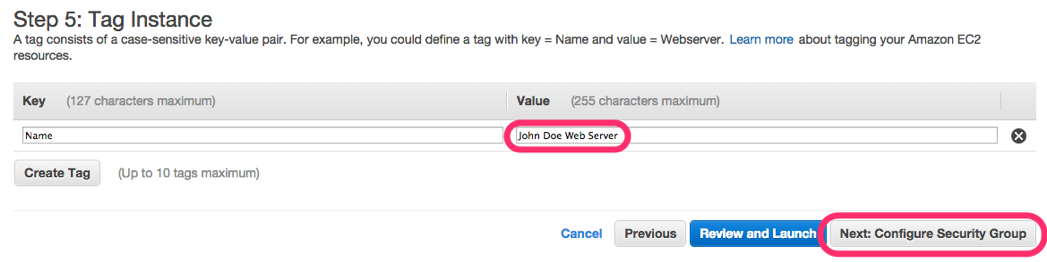 Step 5: Tag Instance
A tag consists of a case-sensitive key-value pair. For example, you could define a tag with key = Name and value = Webserver. Learn more about tagging your Amazon EC2
resources.
Key (127 characters maximum) Value (255 characters maximum)
Name John Doe Web Server
Create Tag (Up to 10 tags maximum)
Cancel Previous Review and Launch Next: Configure Security Group